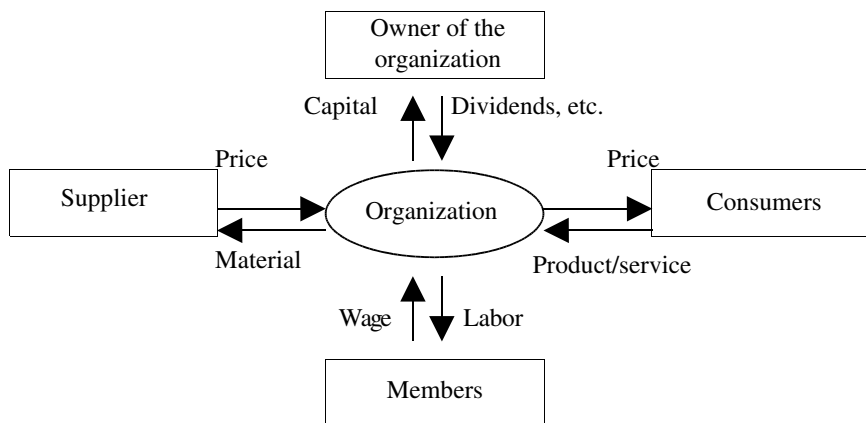 Owner of the
organization
Capital
Dividends, etc.
Price
Price
Supplier
Organization
Consumers
Material
Product/service
Wage
Labor
Members